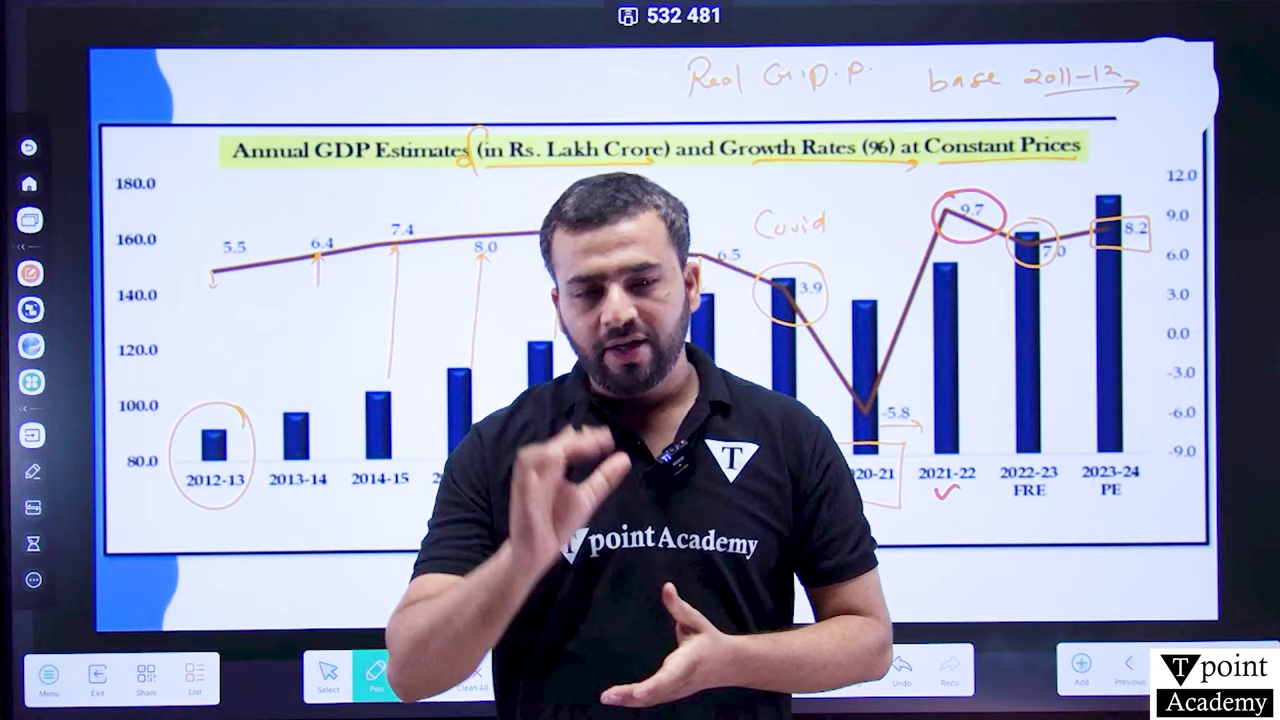 532 481
Real G.D.P. base 2011-12
Annual GDP Estimates (in Rs. Lakh Crore) and Growth Rates (%) at Constant Prices
180.0
160.0
140.0
120.0
100.0
80.0
5.5
6.4
7.4
8.0
6.5
Covid
3.9
-5.8
9.7
7.0
8.2
12.0
9.0
6.0
3.0
0.0
-3.0
-6.0
-9.0
2012-13
2013-14
2014-15
20-21
2021-22
2022-23
FRE
2023-24
PE
T
T point Academy
Menu
Exit
Share
List
Select
Pen
Clean All
Undo
Redo
Add
Previous
T point
Academy